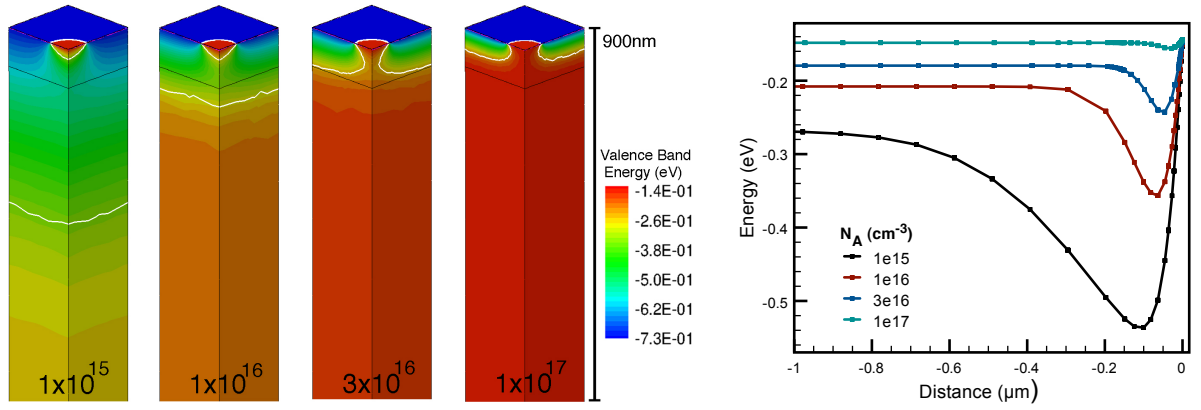 1x10^15
1x10^16
3x10^16
1x10^17
900nm
Valence Band
Energy (eV)
-1.4E-01
-2.6E-01
-3.8E-01
-5.0E-01
-6.2E-01
-7.3E-01
Energy (eV)
-0.2
-0.3
-0.4
-0.5
N_A (cm^-3)
1e15
1e16
3e16
1e17
-1
-0.8
-0.6
-0.4
-0.2
0
Distance (μm)